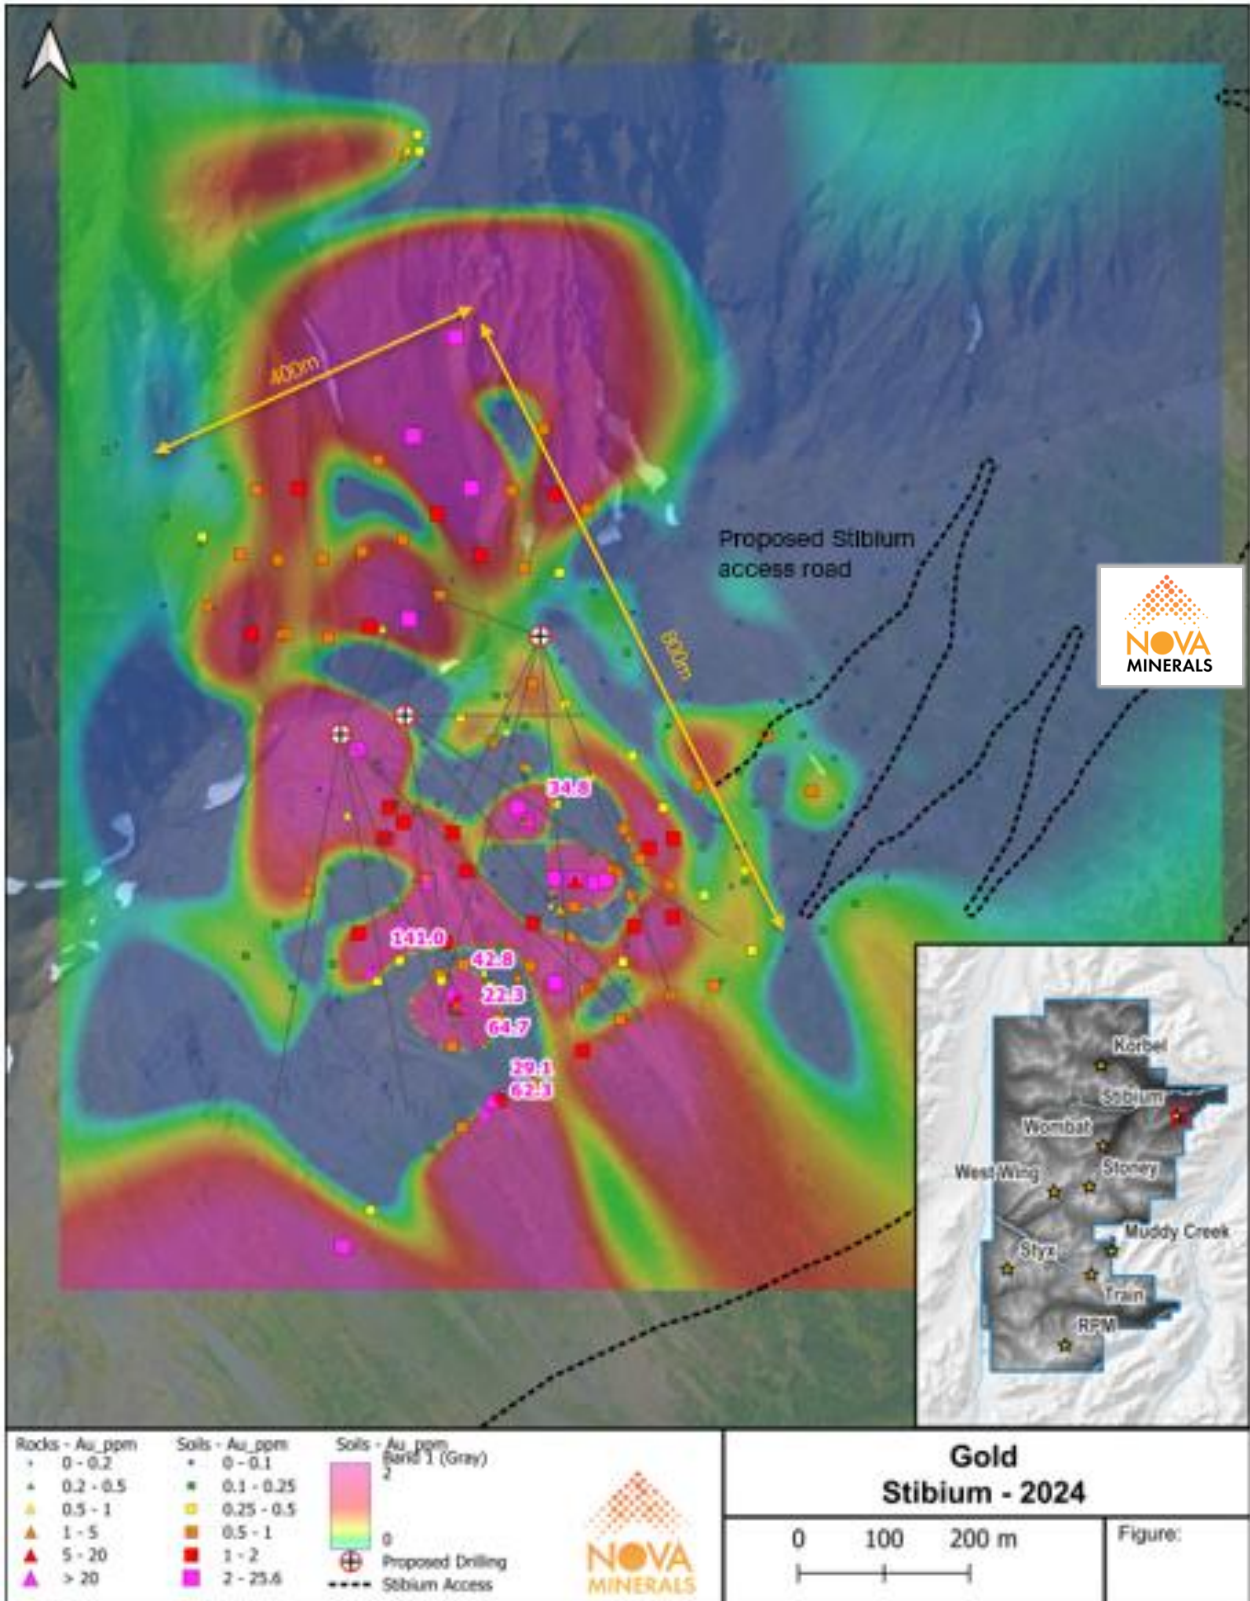 400m
Proposed Stibium
access road
NOVA
MINERALS
800m
34.8
141.0
42.8
22.3
64.7
29.1
62.3
Korbel
Stibium
Wombat
West Wing
Stoney
Muddy Creek
Styx
Train
RPM
Rocks - Au_ppm
0 - 0.2
0.2 - 0.5
0.5 - 1
1 - 5
5 - 20
> 20
Soils - Au_ppm
0 - 0.1
0.1 - 0.25
0.25 - 0.5
0.5 - 1
1 - 2
2 - 25.6
Soils - Au_ppm
Band 1 (Gray)
2
0
Proposed Drilling
Stibium Access
NOVA
MINERALS
Gold
Stibium - 2024
0 100 200 m
Figure: